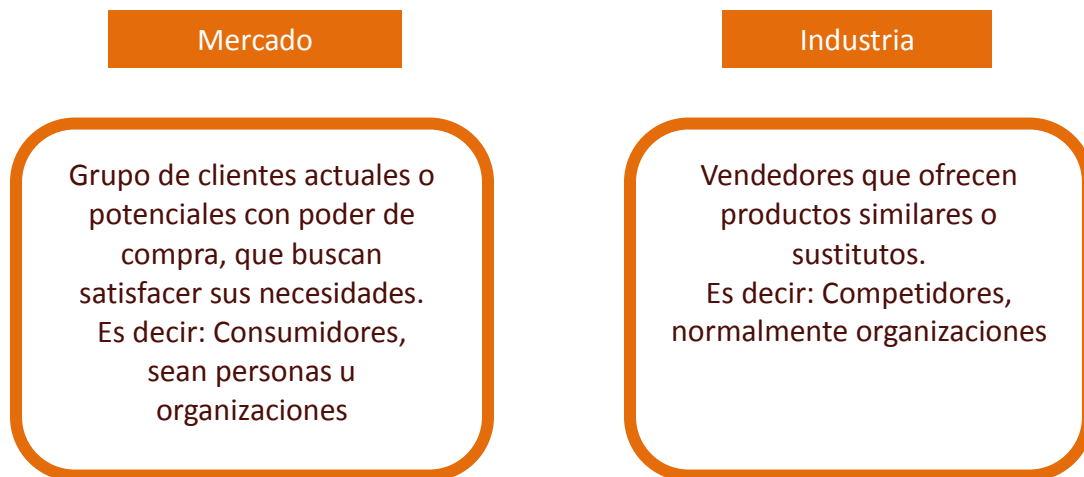 Mercado
Grupo de clientes actuales o
potenciales con poder de
compra, que buscan
satisfacer sus necesidades.
Es decir: Consumidores,
sean personas u
organizaciones
Industria
Vendedores que ofrecen
productos similares o
sustitutos.
Es decir: Competidores,
normalmente organizaciones